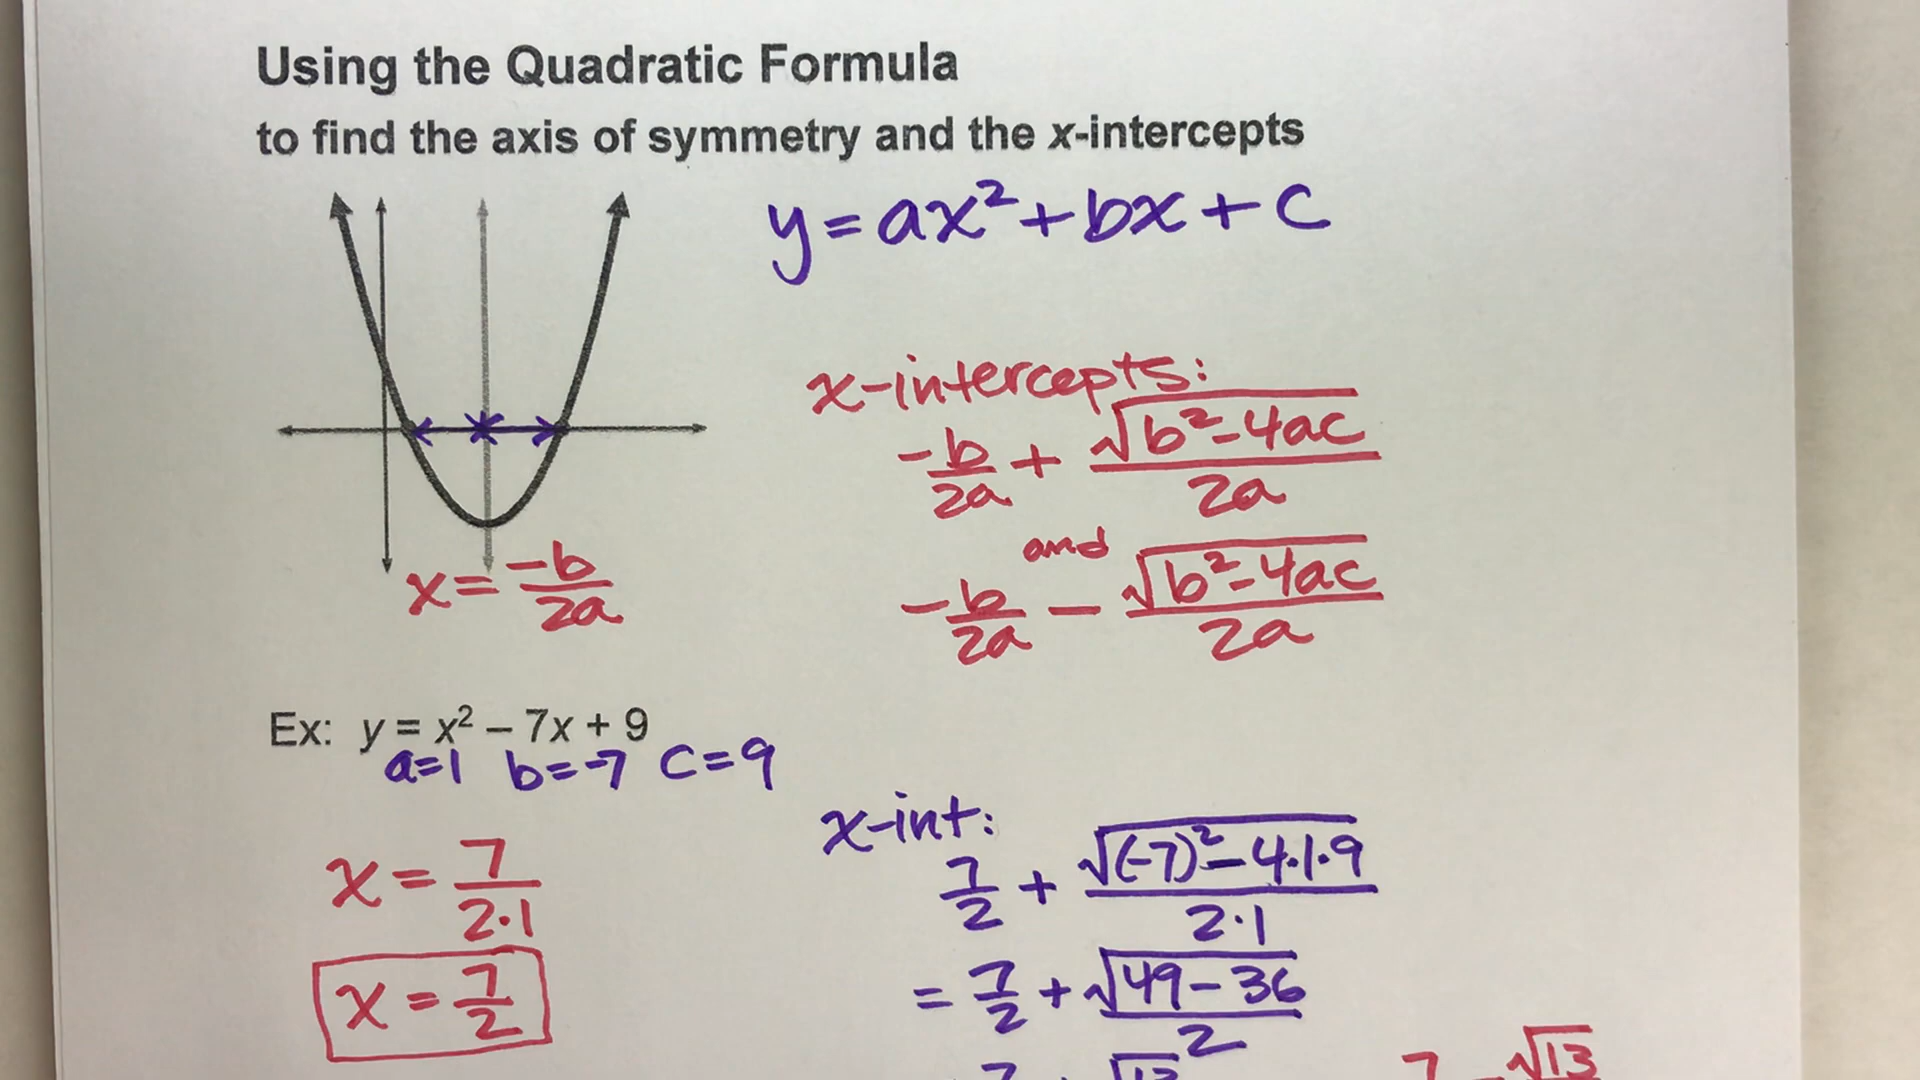 Using the Quadratic Formula
to find the axis of symmetry and the x-intercepts
y = ax² + bx + c
x-intercepts:
-b/2a + √(b²-4ac)/2a
and
-b/2a - √(b²-4ac)/2a
x = -b/2a
Ex: y = x² – 7x + 9
a=1 b=-7 c=9
x = 7/2·1
x = 7/2
x-int:
7/2 + √((-7)²-4·1·9)/2·1
= 7/2 + √(49-36)/2
7 √13